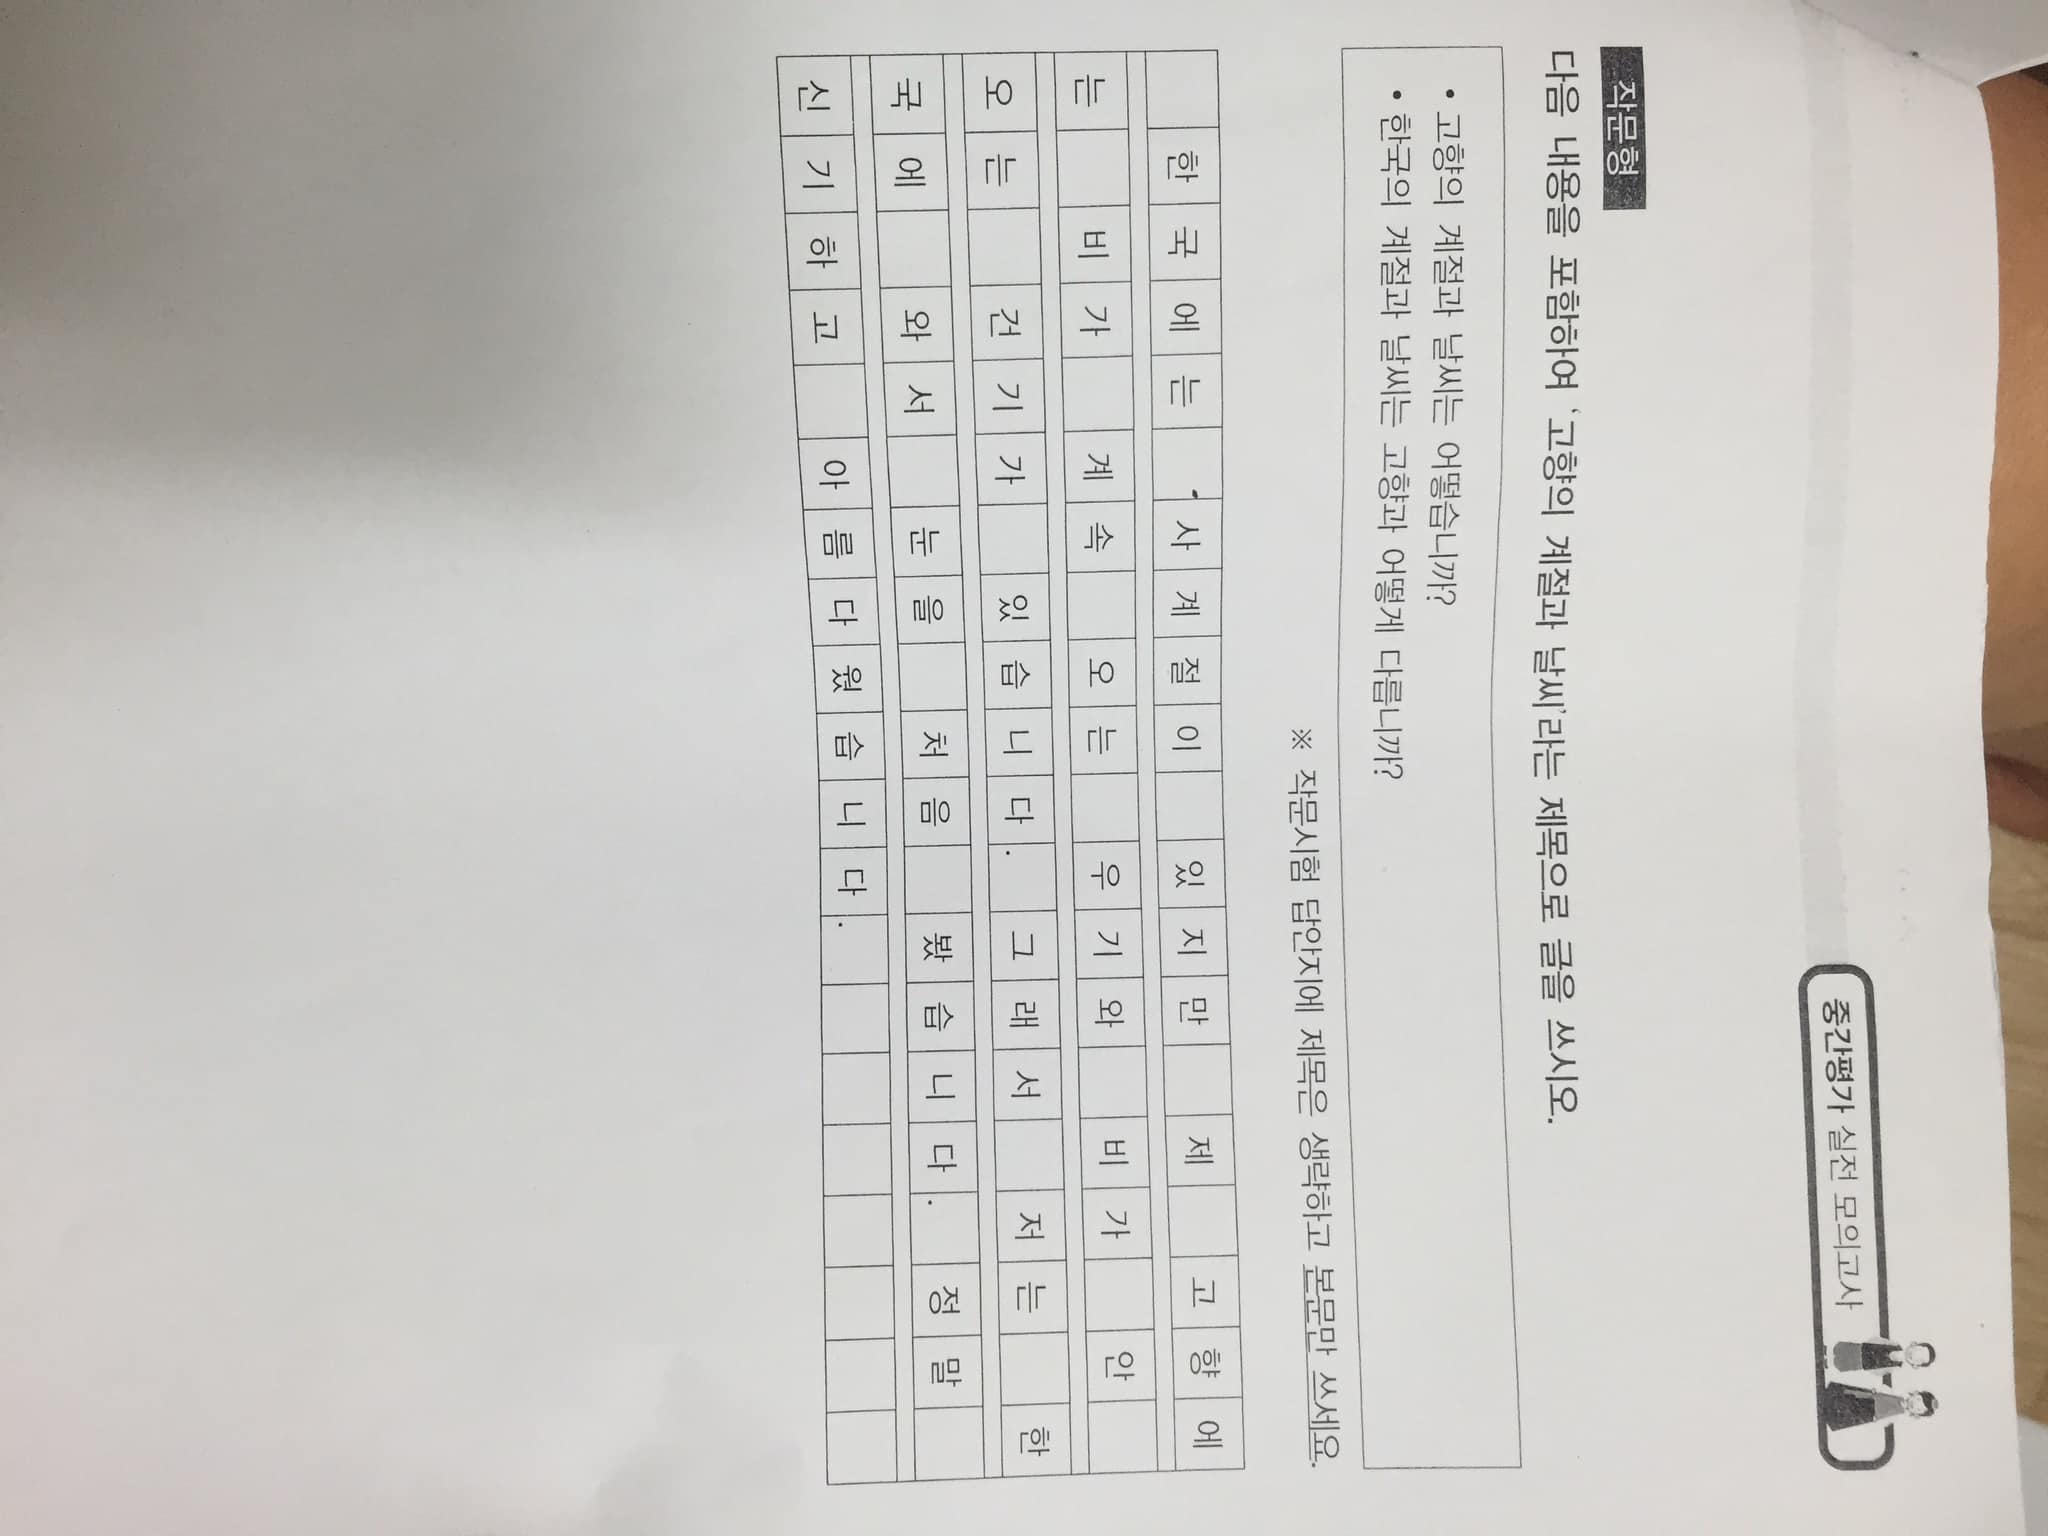 중간평가 실전 모의고사
작문형
다음 내용을 포함하여 ‘고향의 계절과 날씨’라는 제목으로 글을 쓰시오.
• 고향의 계절과 날씨는 어떻습니까?
• 한국의 계절과 날씨는 고향과 어떻게 다릅니까?
※ 작문시험 답안지에 제목은 생략하고 본문만 쓰세요.
한국에는 사계절이 있지만 제 고향에
는 비가 계속 오는 우기와 비가 안
오는 건기가 있습니다. 그래서 저는 한
국에 와서 눈을 처음 봤습니다. 정말
신기하고 아름다웠습니다.